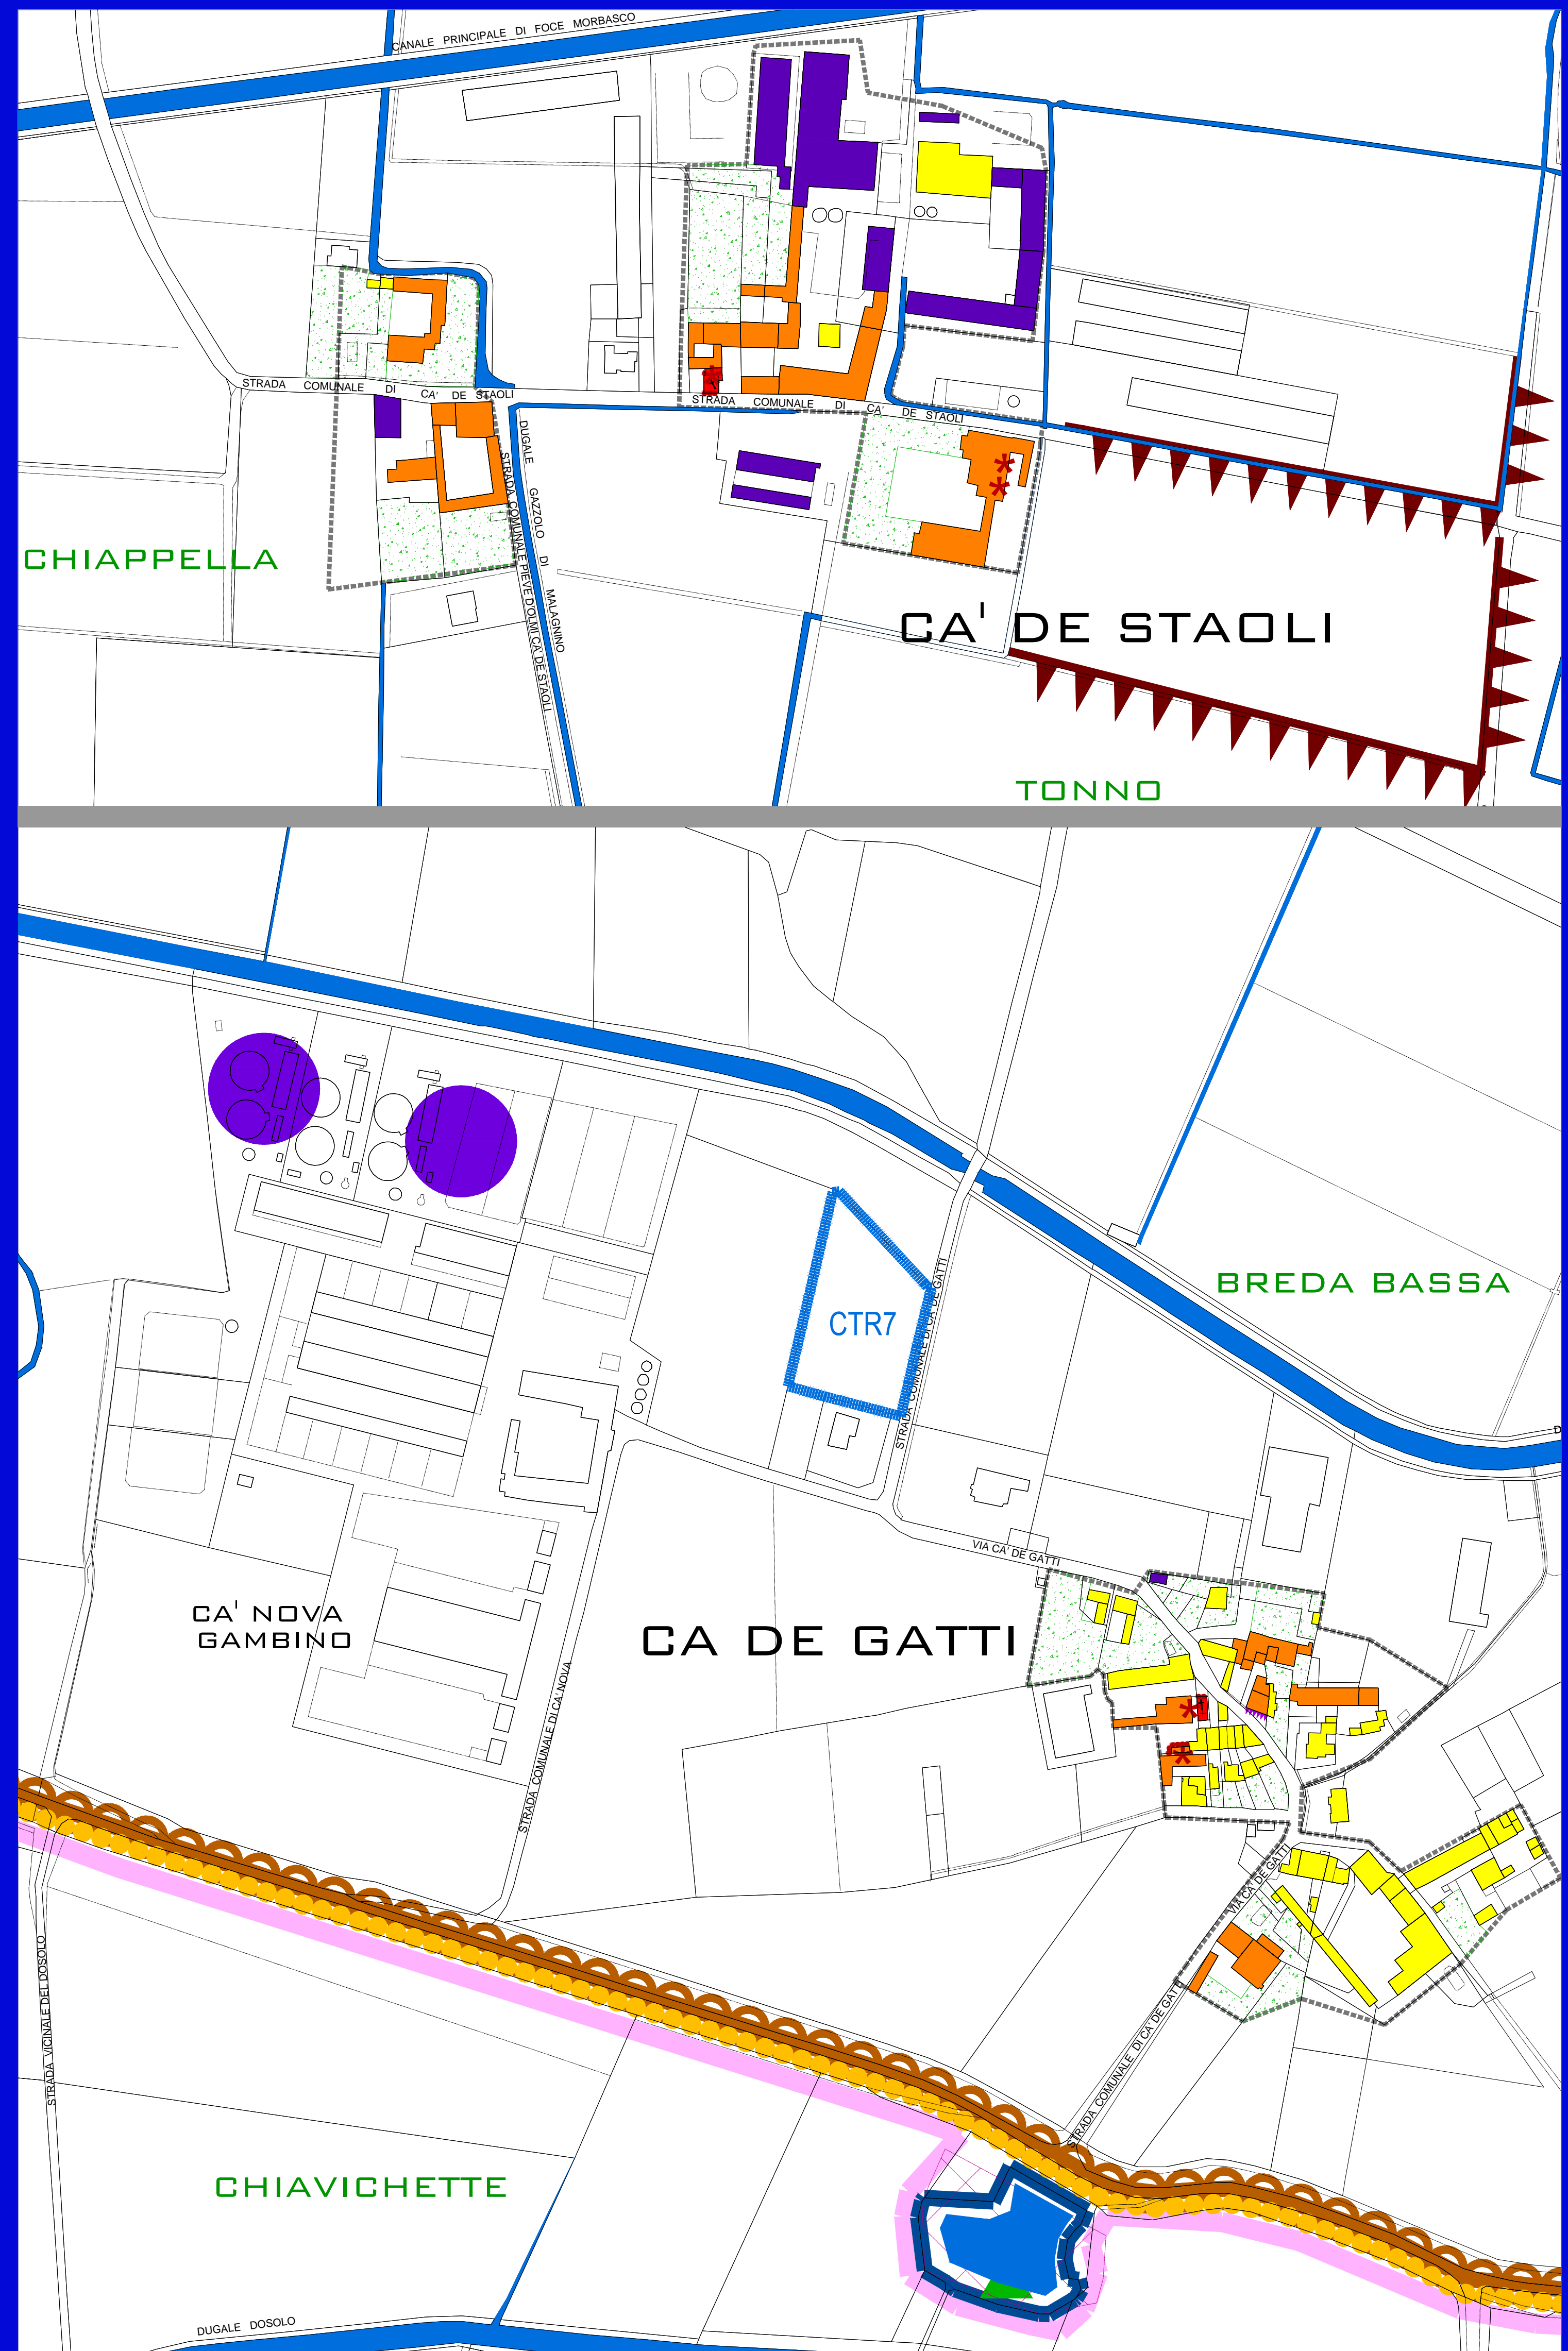 CANALE PRINCIPALE DI FOCE MORBASCO
STRADA COMUNALE DI CA' DE STAOLI
STRADA COMUNALE DI CA' DE STAOLI
DUGALE GAZZOLO DI MALAGNINO
STRADA COMUNALE PIEVE D'OLMI CA' DE STAOLI
CHIAPPELLA
CA' DE STAOLI
TONNO
BREDA BASSA
CTR7
STRADA COMUNALE DI CA' DE GATTI
D
VIA CA' DE GATTI
CA' NOVA
GAMBINO
CA DE GATTI
STRADA COMUNALE DI CA' NOVA
VIA CA' DE GATTI
STRADA VICINALE DEL DOSOLO
STRADA COMUNALE DI CA' DE GATTI
CHIAVICHETTE
DUGALE DOSOLO